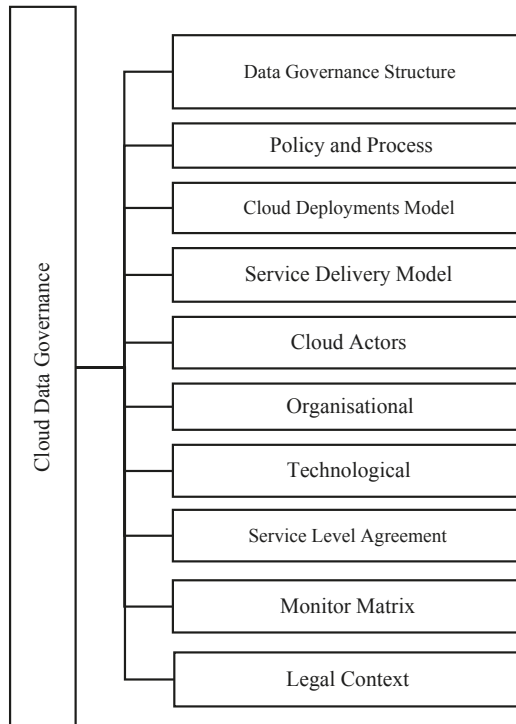 Cloud Data Governance
Data Governance Structure
Policy and Process
Cloud Deployments Model
Service Delivery Model
Cloud Actors
Organisational
Technological
Service Level Agreement
Monitor Matrix
Legal Context